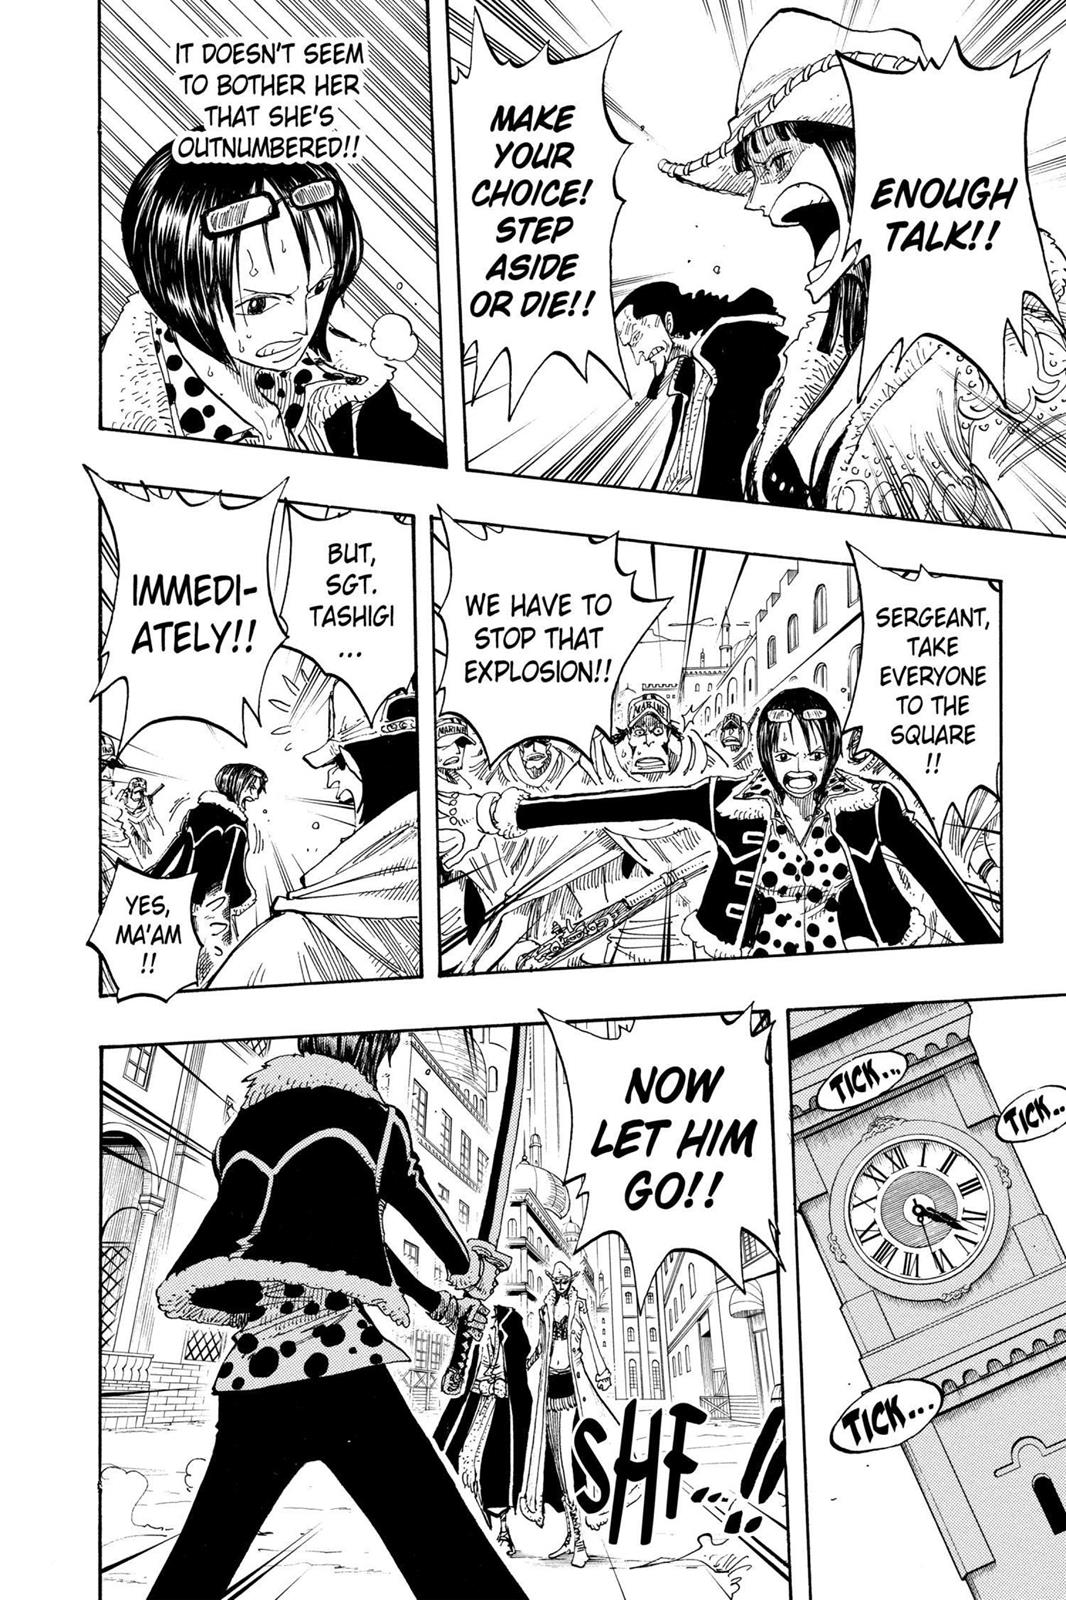 ENOUGH
TALK!!
MAKE
YOUR
CHOICE!
STEP
ASIDE
OR DIE!!
IT DOESN'T SEEM
TO BOTHER HER
THAT SHE'S
OUTNUMBERED!!
SERGEANT,
TAKE
EVERYONE
TO THE
SQUARE
!!
WE HAVE TO
STOP THAT
EXPLOSION!!
MARINE
BUT,
SGT.
TASHIGI
...
IMMEDI-
ATELY!!
MARINE
YES,
MA'AM
!!
TICK...
TICK...
TICK...
NOW
LET HIM
GO!!
SHF...!!